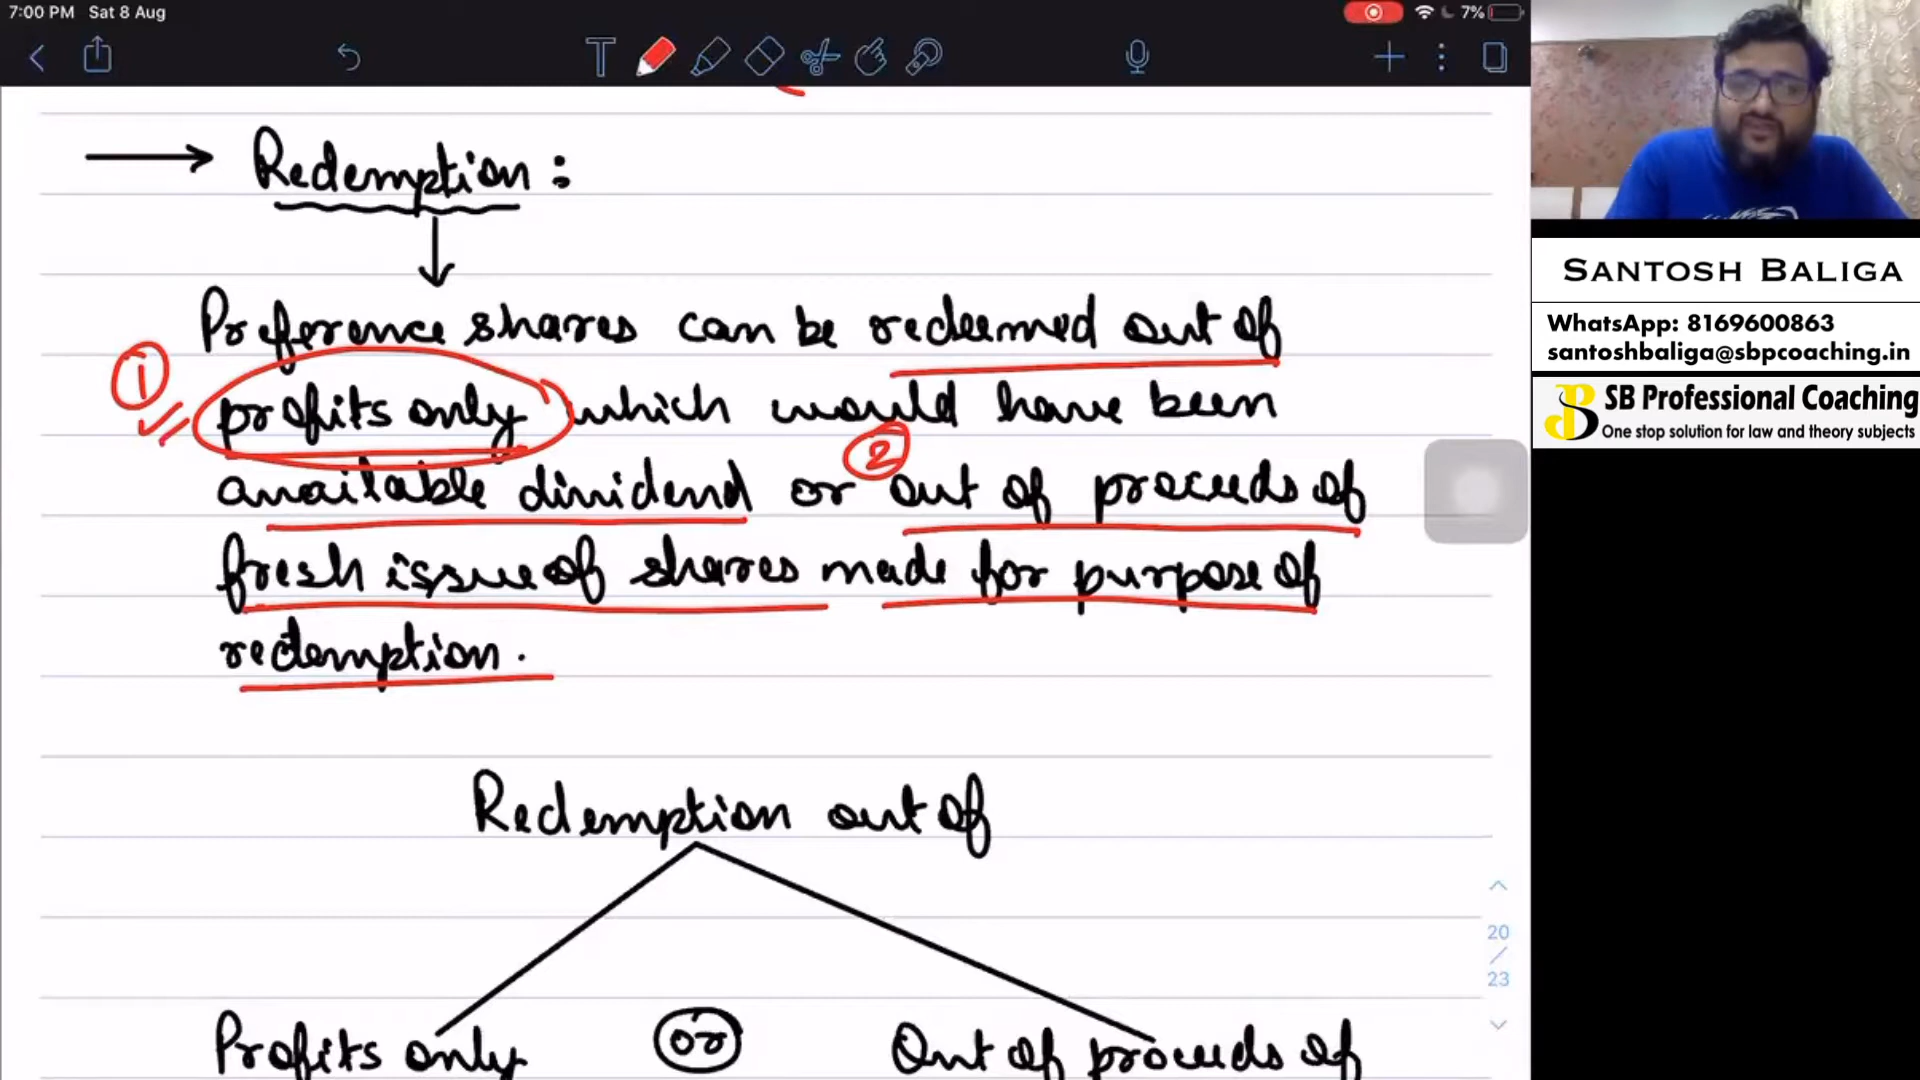 7:00 PM Sat 8 Aug
7%
→ Redemption :
Preference shares can be redeemed out of
① profits only which would have been
②
available dividend or out of proceeds of
fresh issue of shares made for purpose of
redemption.
Redemption out of
Profits only or Out of proceeds of
20
/
23
SANTOSH BALIGA
WhatsApp: 8169600863
santoshbaliga@sbpcoaching.in
SB Professional Coaching
One stop solution for law and theory subjects